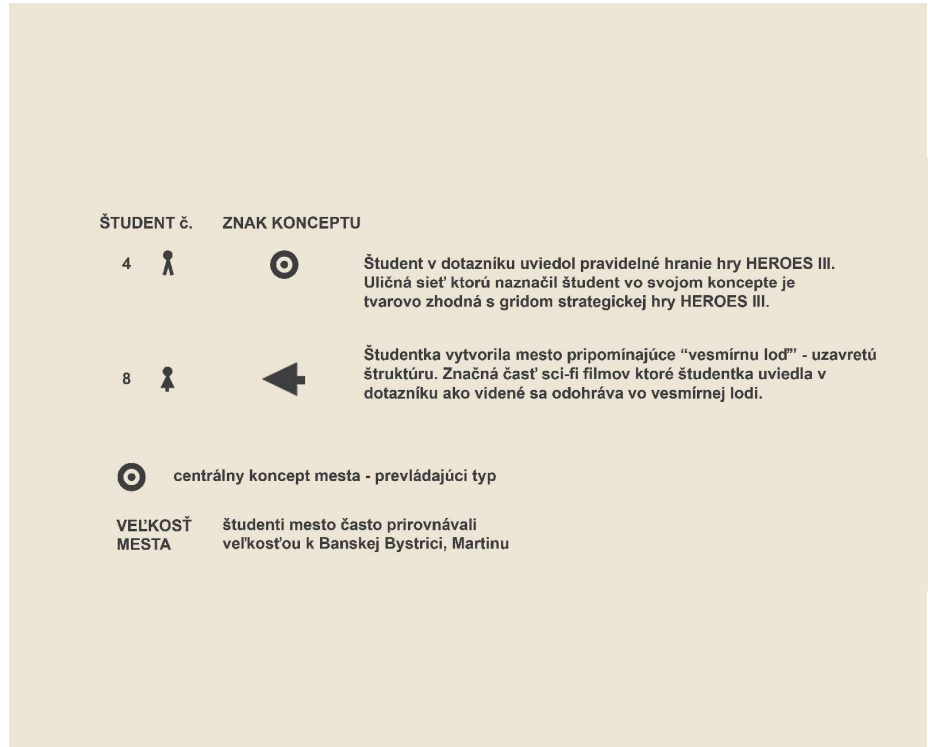 ŠTUDENT č. ZNAK KONCEPTU
4 Študent v dotazníku uviedol pravidelné hranie hry HEROES III.
Uličná sieť ktorú naznačil študent vo svojom koncepte je
tvarovo zhodná s gridom strategickej hry HEROES III.
8 Študentka vytvorila mesto pripomínajúce “vesmírnu loď” - uzavretú
štruktúru. Značná časť sci-fi filmov ktoré študentka uviedla v
dotazníku ako videné sa odohráva vo vesmírnej lodi.
centrálny koncept mesta - prevládajúci typ
VEĽKOSŤ študenti mesto často prirovnávali
MESTA veľkosťou k Banskej Bystrici, Martinu